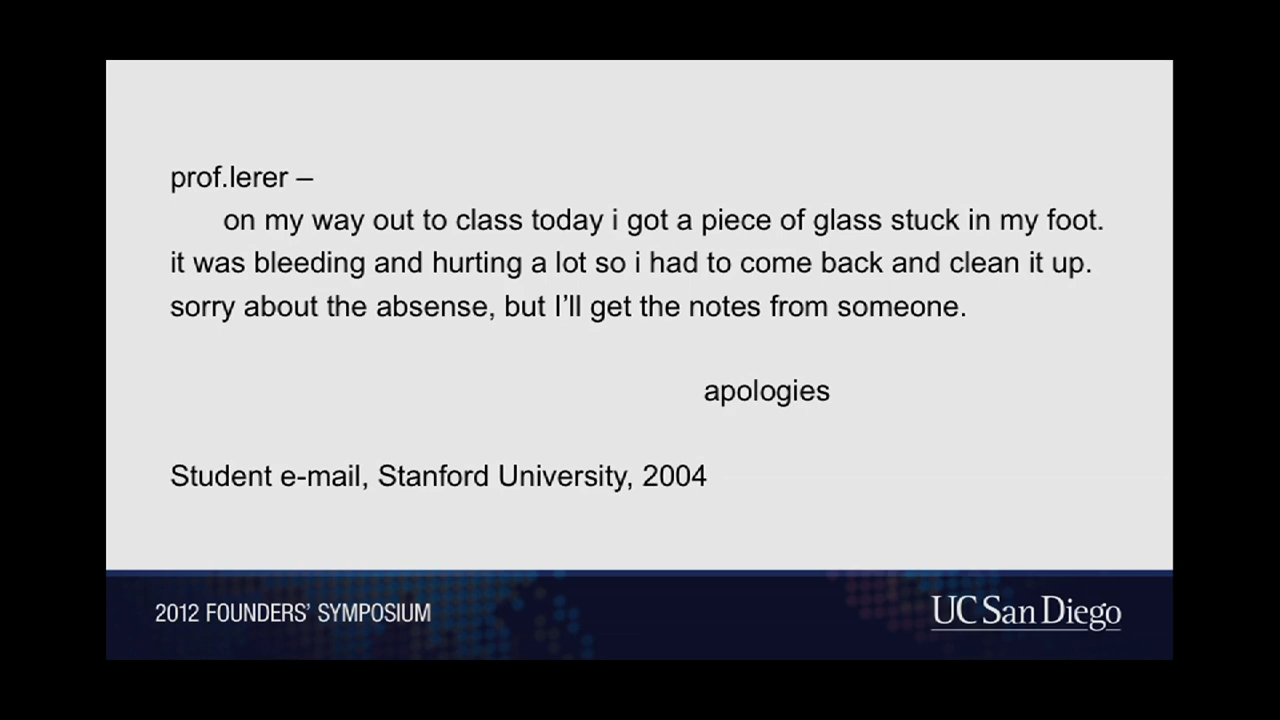 prof.lerer –
on my way out to class today i got a piece of glass stuck in my foot.
it was bleeding and hurting a lot so i had to come back and clean it up.
sorry about the absense, but I’ll get the notes from someone.
apologies
Student e-mail, Stanford University, 2004
2012 FOUNDERS’ SYMPOSIUM
UC San Diego